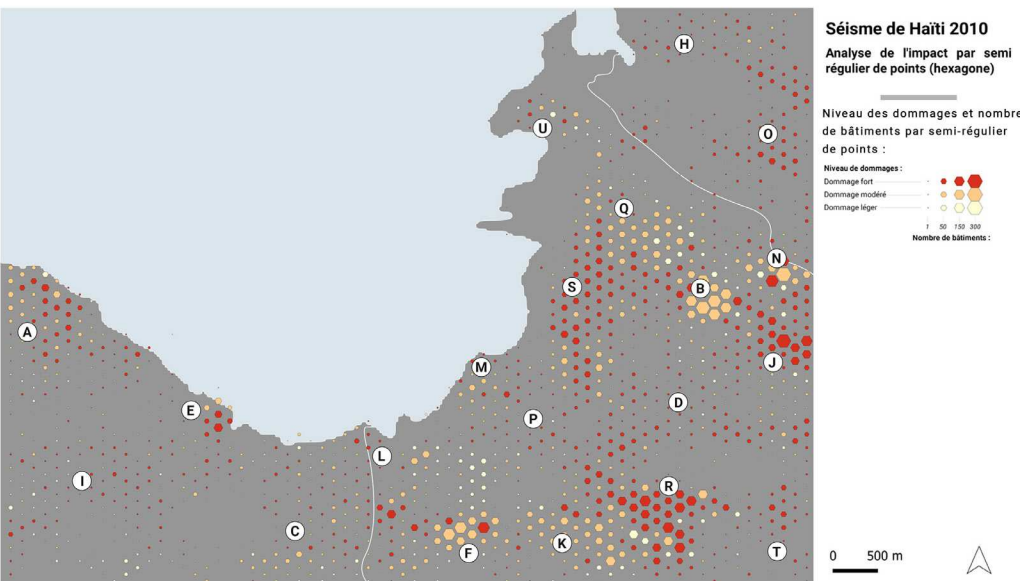 Séisme de Haïti 2010
Analyse de l'impact par semi
régulier de points (hexagone)
Niveau des dommages et nombre
de bâtiments par semi-régulier
de points :
Niveau de dommages :
Dommage fort
Dommage modéré
Dommage léger
1 50 150 300
Nombre de bâtiments :
H
U
O
Q
N
S
B
A
J
M
E
D
P
L
I
R
C
K
F
T
0 500 m